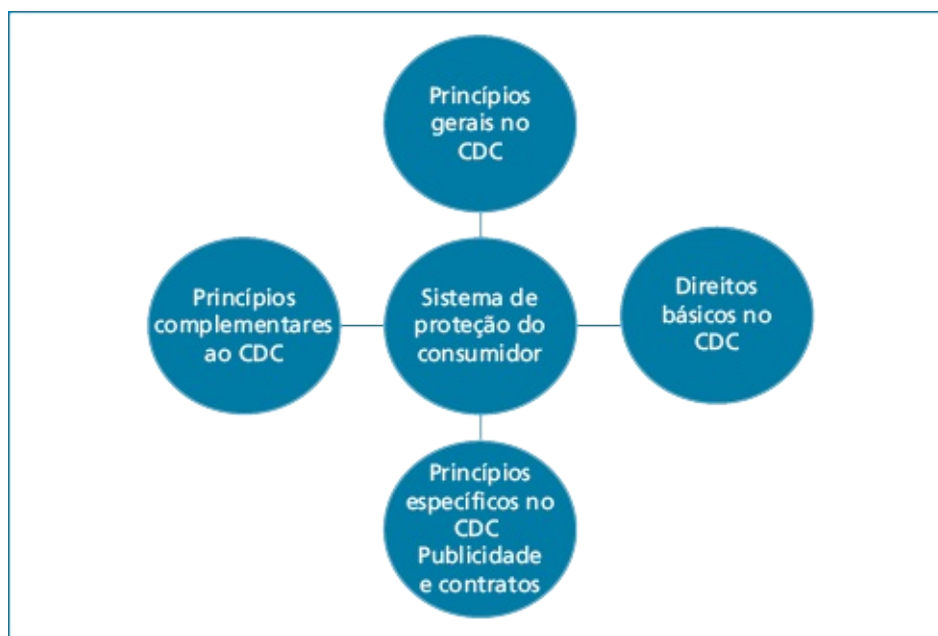 Princípios
gerais no
CDC
Princípios
complementares
ao CDC
Sistema de
proteção do
consumidor
Direitos
básicos no
CDC
Princípios
específicos no
CDC
Publicidade
e contratos